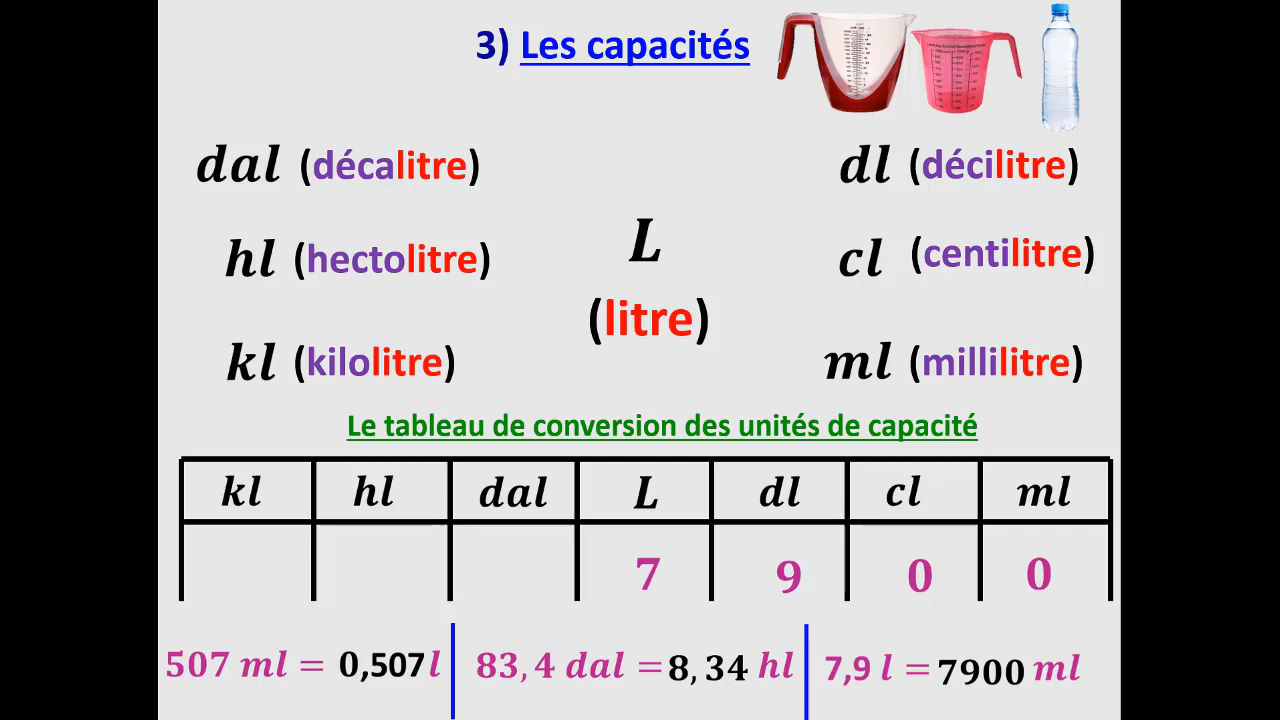 3) Les capacités
dal (décalitre)
dl (décilitre)
L
hl (hectolitre)
cl (centilitre)
(litre)
kl (kilolitre)
ml (millilitre)
Le tableau de conversion des unités de capacité
kl hl dal L dl cl ml
7 9 0 0
507 ml = 0,507 l
83,4 dal = 8,34 hl
7,9 l = 7900 ml